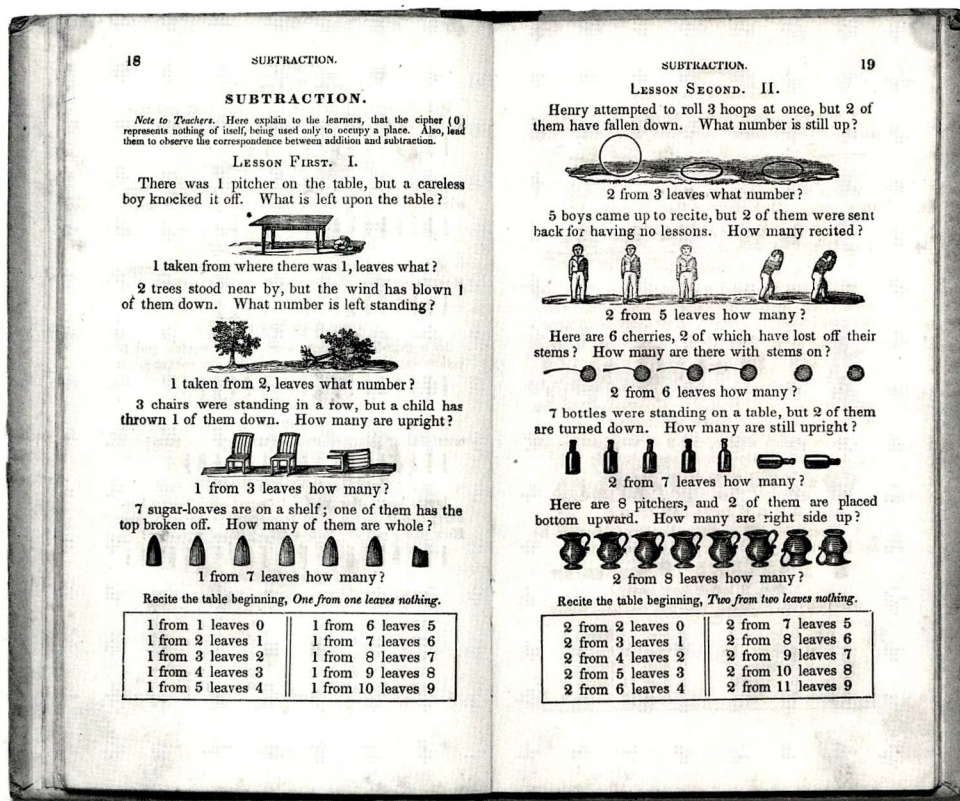 18
SUBTRACTION.
SUBTRACTION.
Note to Teachers. Here explain to the learners, that the cipher (0)
represents nothing of itself, being used only to occupy a place. Also, lead
them to observe the correspondence between addition and subtraction.
Lesson First. I.
There was 1 pitcher on the table, but a careless
boy knocked it off. What is left upon the table?
1 taken from where there was 1, leaves what?
2 trees stood near by, but the wind has blown 1
of them down. What number is left standing?
1 taken from 2, leaves what number?
3 chairs were standing in a row, but a child has
thrown 1 of them down. How many are upright?
1 from 3 leaves how many?
7 sugar-loaves are on a shelf; one of them has the
top broken off. How many of them are whole?
1 from 7 leaves how many?
Recite the table beginning, One from one leaves nothing.
1 from 1 leaves 0
1 from 2 leaves 1
1 from 3 leaves 2
1 from 4 leaves 3
1 from 5 leaves 4
1 from 6 leaves 5
1 from 7 leaves 6
1 from 8 leaves 7
1 from 9 leaves 8
1 from 10 leaves 9
SUBTRACTION.
19
Lesson Second. II.
Henry attempted to roll 3 hoops at once, but 2 of
them have fallen down. What number is still up?
2 from 3 leaves what number?
5 boys came up to recite, but 2 of them were sent
back for having no lessons. How many recited?
2 from 5 leaves how many?
Here are 6 cherries, 2 of which have lost off their
stems? How many are there with stems on?
2 from 6 leaves how many?
7 bottles were standing on a table, but 2 of them
are turned down. How many are still upright?
2 from 7 leaves how many?
Here are 8 pitchers, and 2 of them are placed
bottom upward. How many are right side up?
2 from 8 leaves how many?
Recite the table beginning, Two from two leaves nothing.
2 from 2 leaves 0
2 from 3 leaves 1
2 from 4 leaves 2
2 from 5 leaves 3
2 from 6 leaves 4
2 from 7 leaves 5
2 from 8 leaves 6
2 from 9 leaves 7
2 from 10 leaves 8
2 from 11 leaves 9